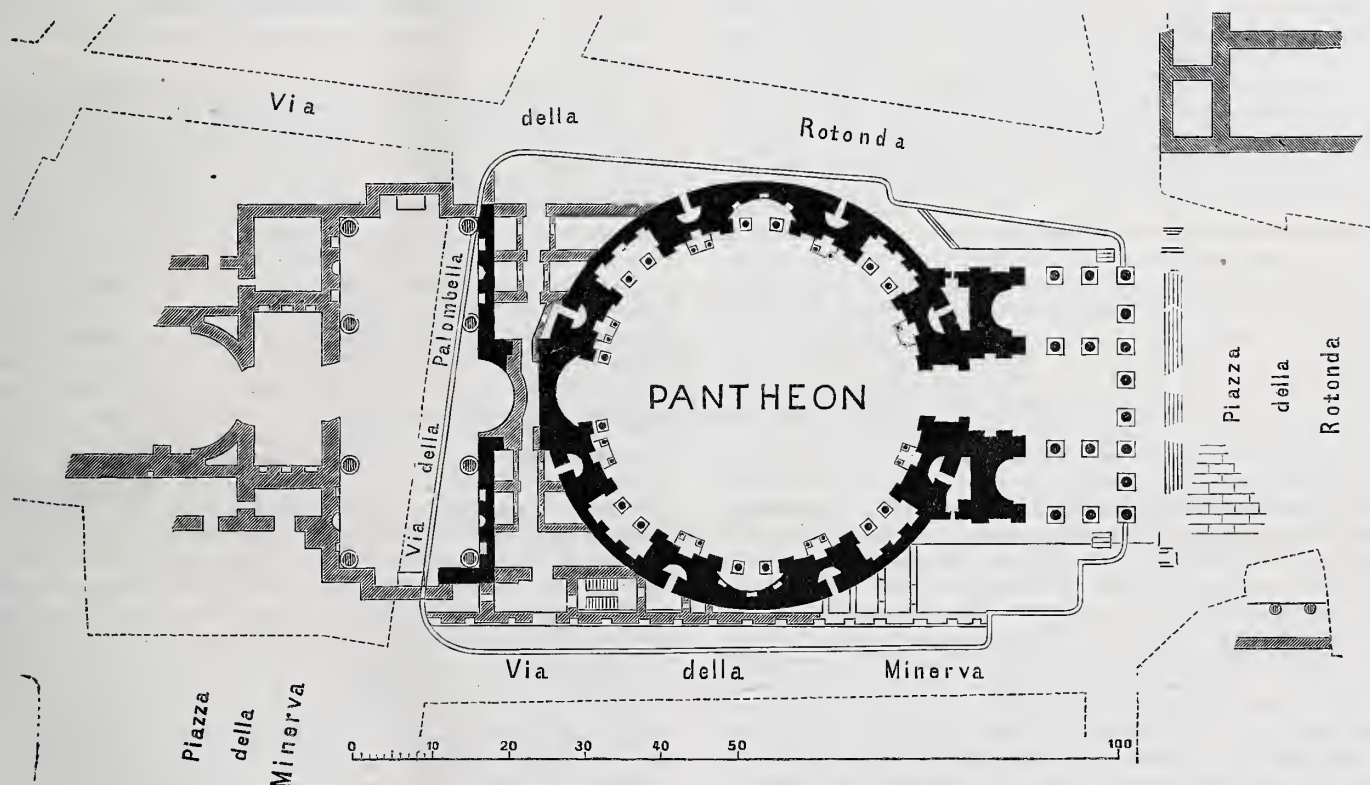 Via della Rotonda
Via della Palombella
PANTHEON
Piazza
della
Rotonda
Via della Minerva
Piazza
della
Minerva
0 10 20 30 40 50 100